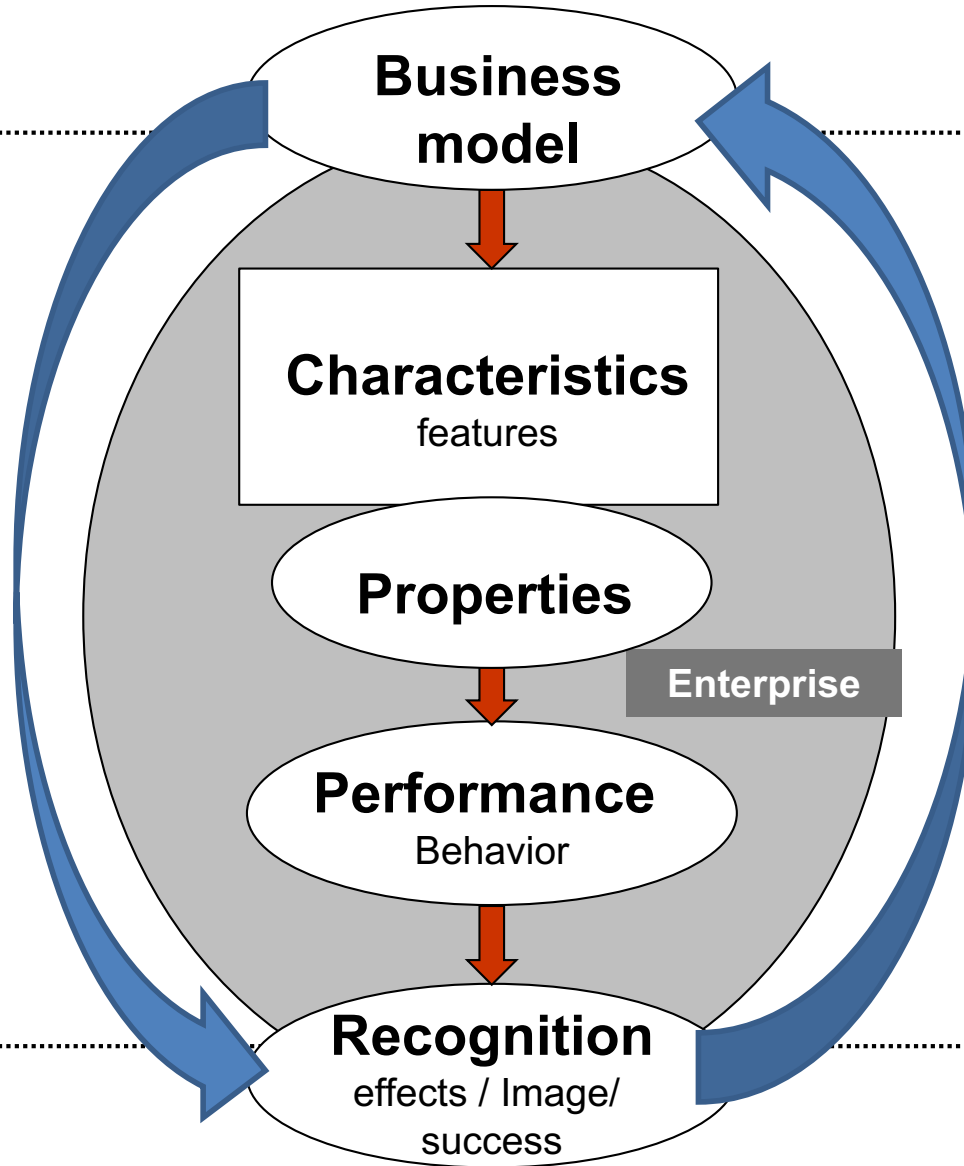 Business
model
Characteristics
features
Properties
Enterprise
Performance
Behavior
Recognition
effects / Image/
success